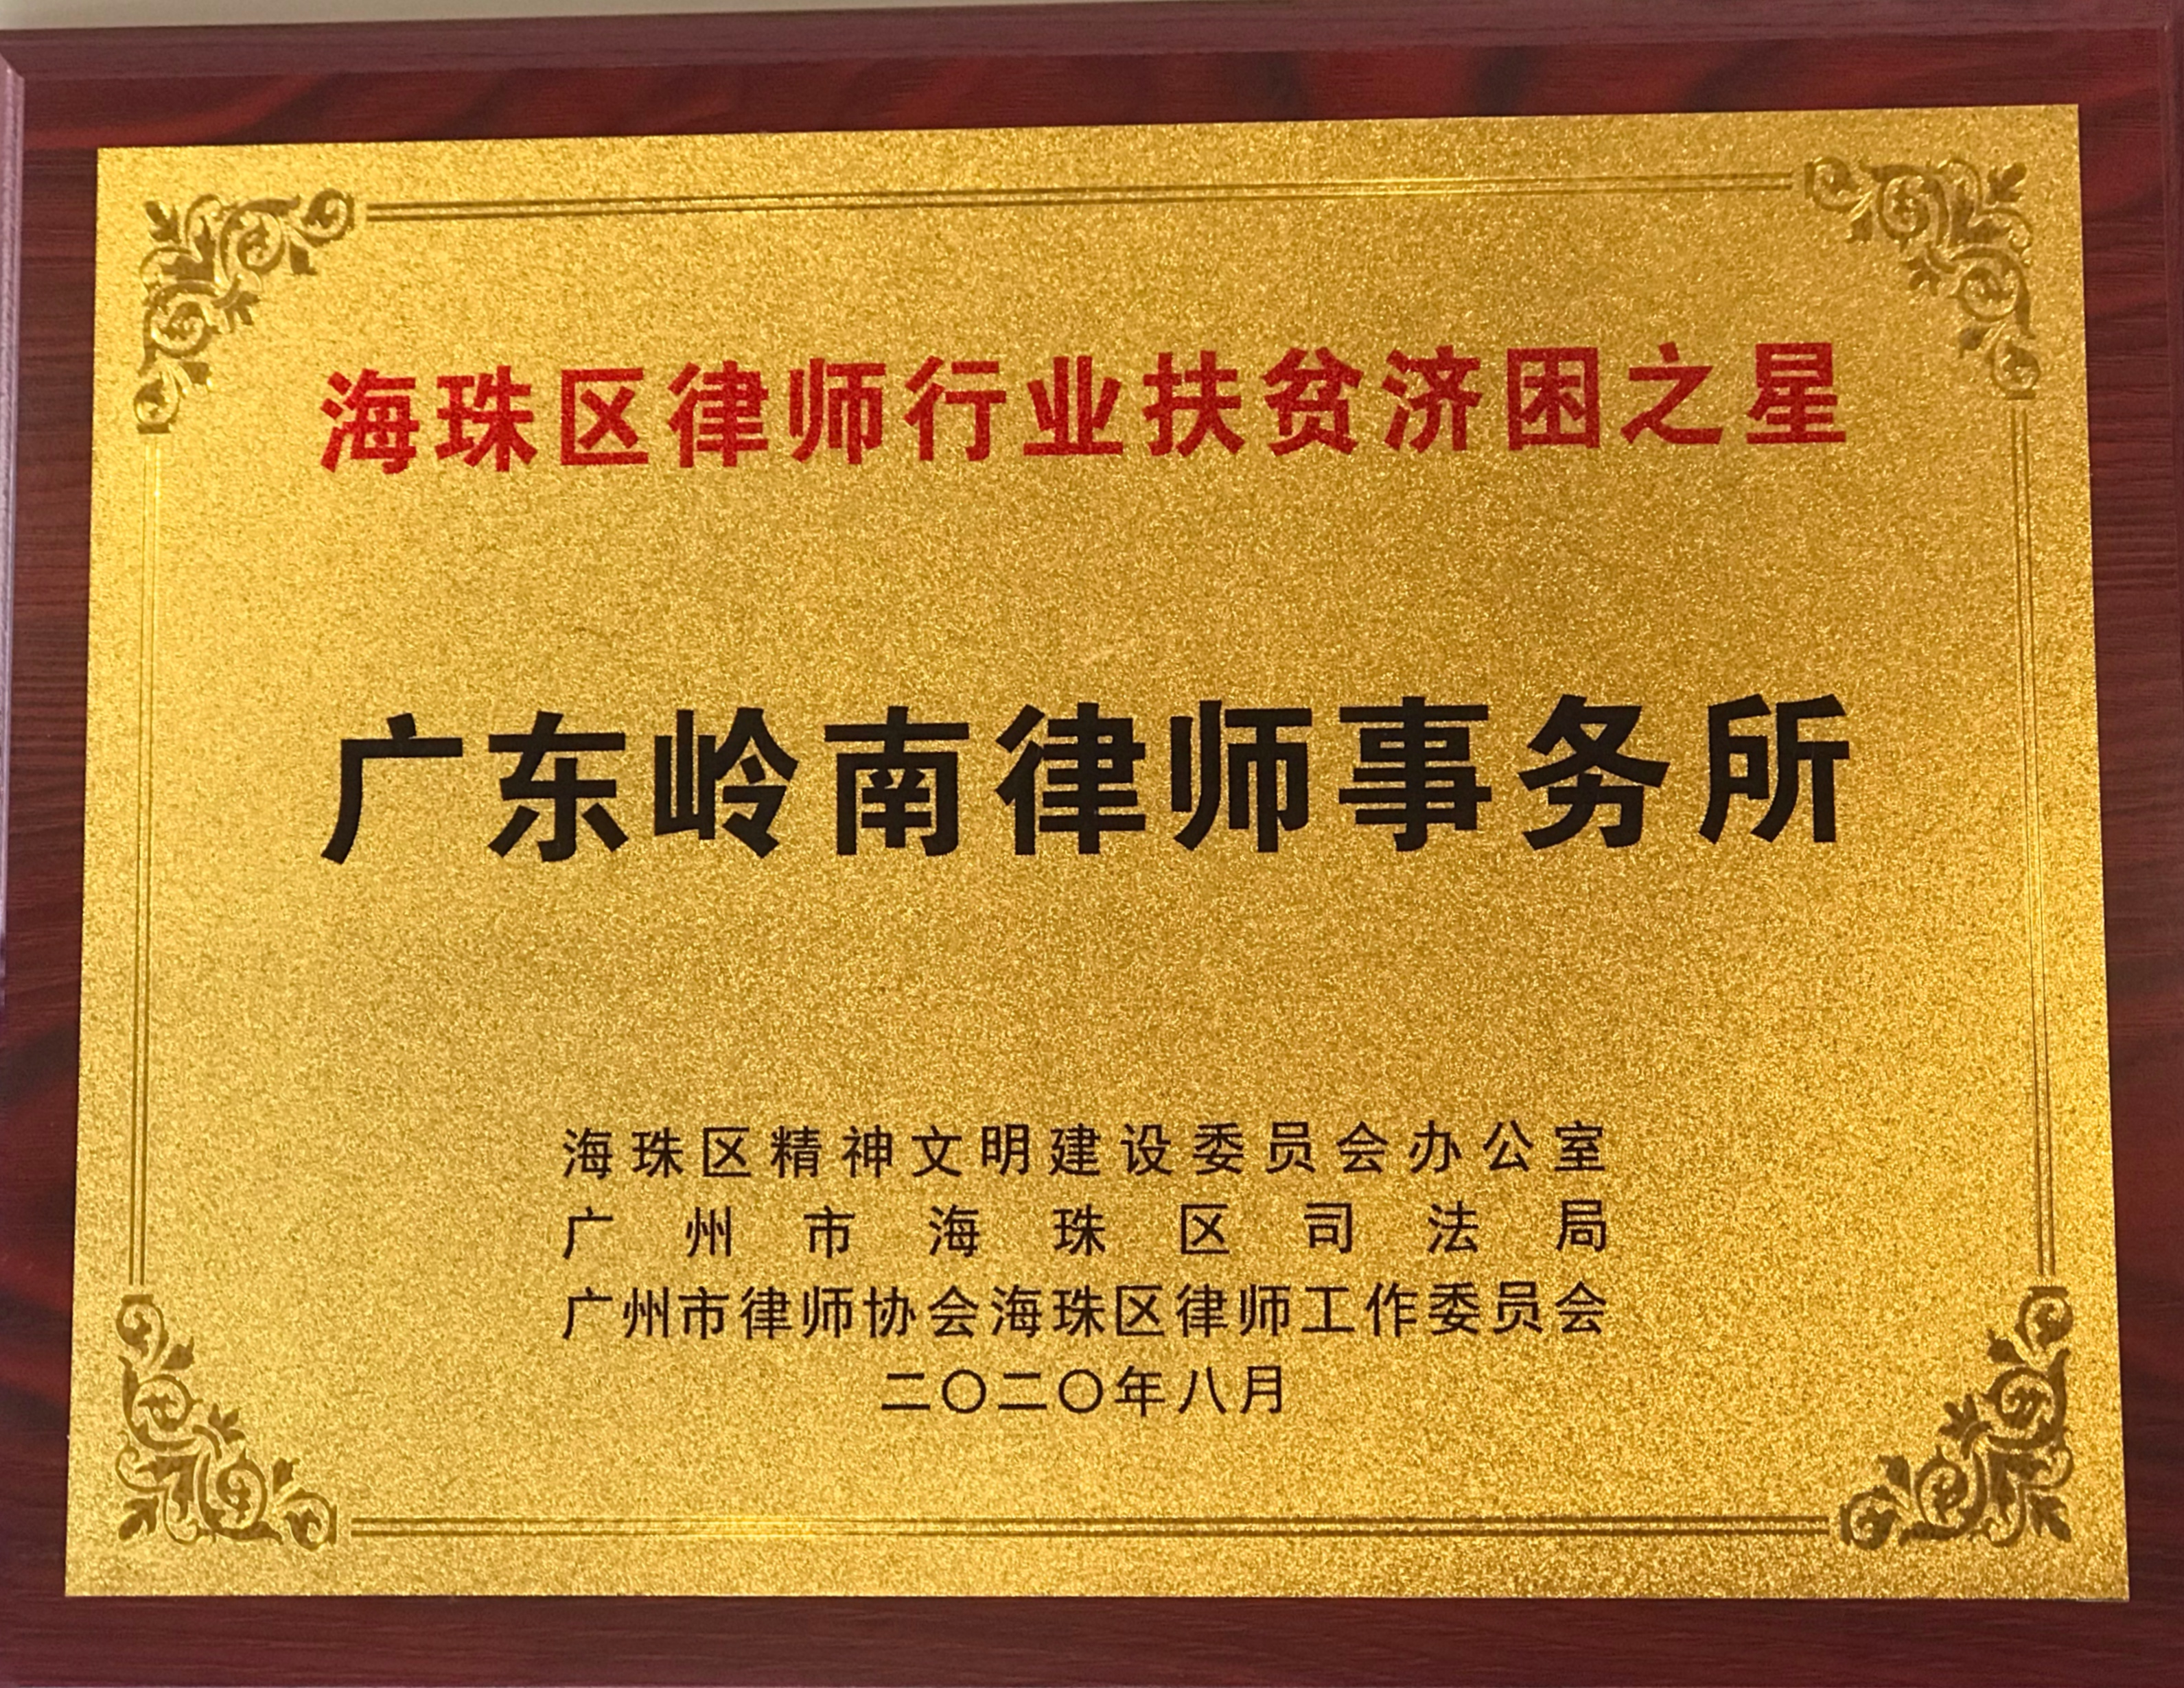 海珠区律师行业扶贫济困之星
广东岭南律师事务所
海珠区精神文明建设委员会办公室
广州市海珠区司法局
广州市律师协会海珠区律师工作委员会
二〇二〇年八月